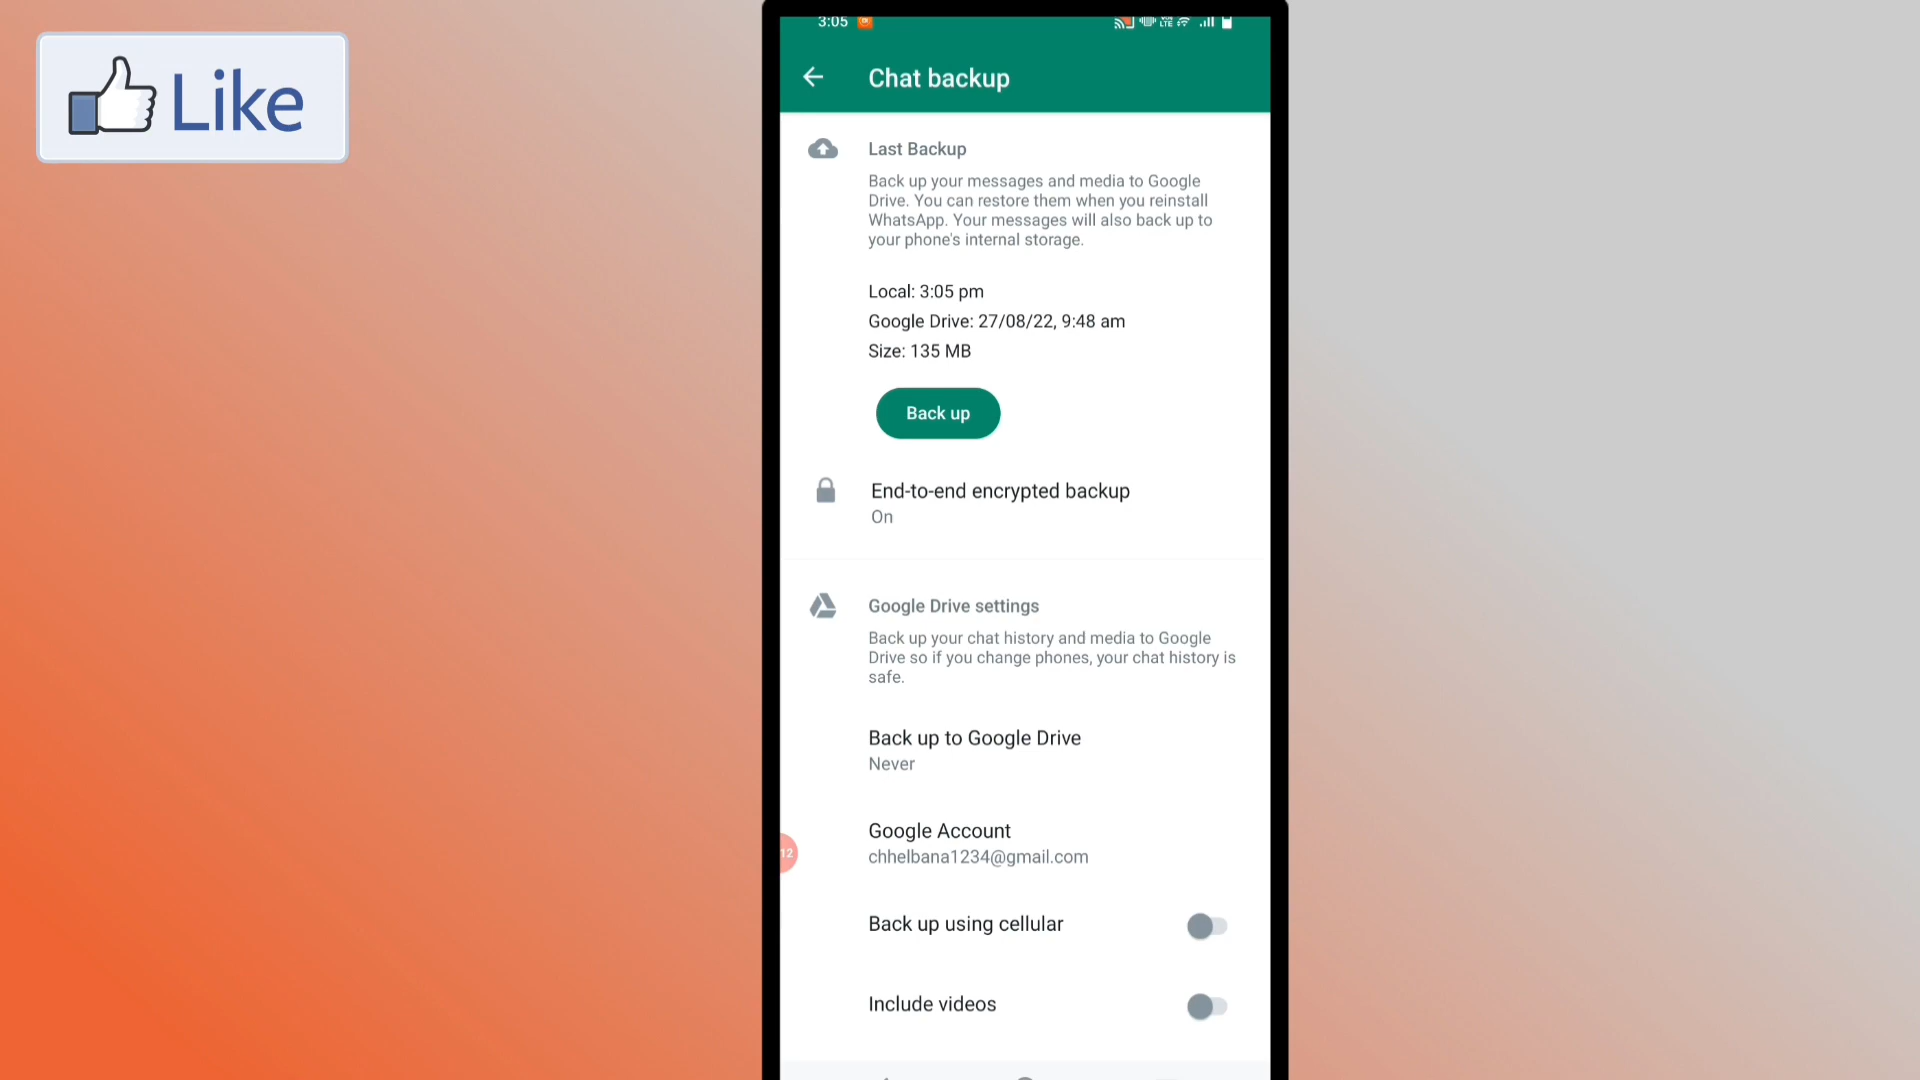 Like
3:05
LTE
Chat backup
Last Backup
Back up your messages and media to Google
Drive. You can restore them when you reinstall
WhatsApp. Your messages will also back up to
your phone's internal storage.
Local: 3:05 pm
Google Drive: 27/08/22, 9:48 am
Size: 135 MB
Back up
End-to-end encrypted backup
On
Google Drive settings
Back up your chat history and media to Google
Drive so if you change phones, your chat history is
safe.
Back up to Google Drive
Never
Google Account
chhelbana1234@gmail.com
12
Back up using cellular
Include videos